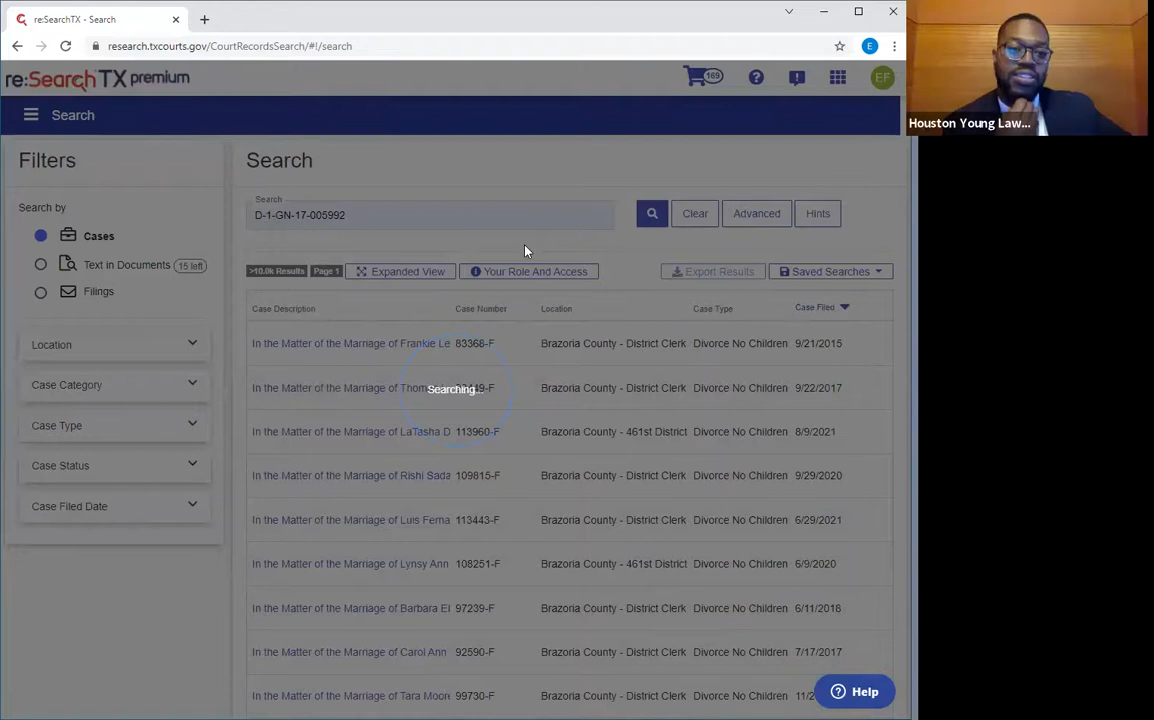 re:SearchTX - Search
research.txcourts.gov/CourtRecordsSearch/#!/search
E
re:SearchTX premium
169
EF
Houston Young Law...
Search
Filters
Search
Search by
Search
D-1-GN-17-005992
Clear
Advanced
Hints
Cases
Text in Documents
15 left
Filings
>10.0k Results
Page 1
Expanded View
Your Role And Access
Export Results
Saved Searches
Case Description
Case Number
Location
Case Type
Case Filed
In the Matter of the Marriage of Frankie Le 83368-F Brazoria County - District Clerk Divorce No Children 9/21/2015
In the Matter of the Marriage of Brazoria County - District Clerk Divorce No Children 9/22/2017
In the Matter of the Marriage of LaTasha D 113960-F Brazoria County - 461st District Divorce No Children 8/9/2021
In the Matter of the Marriage of Rishi Sada 109815-F Brazoria County - District Clerk Divorce No Children 9/29/2020
In the Matter of the Marriage of Luis Ferna 113443-F Brazoria County - District Clerk Divorce No Children 6/29/2021
In the Matter of the Marriage of Lynsy Ann 108251-F Brazoria County - 461st District Divorce No Children 6/9/2020
In the Matter of the Marriage of Barbara El 97239-F Brazoria County - District Clerk Divorce No Children 6/11/2018
In the Matter of the Marriage of Carol Ann 92590-F Brazoria County - District Clerk Divorce No Children 7/17/2017
In the Matter of the Marriage of Tara Moor 99730-F Brazoria County - District Clerk Divorce No Children
Searching...
Location
Case Category
Case Type
Case Status
Case Filed Date
Help